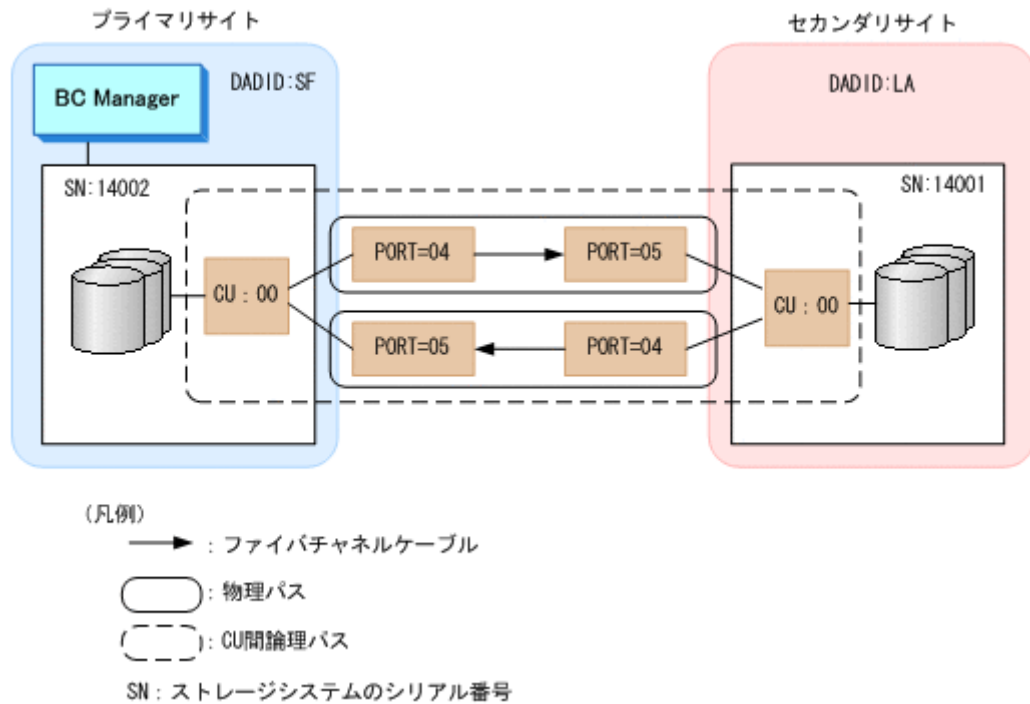 プライマリサイト
セカンダリサイト
BC Manager
DADID:SF
DADID:LA
SN:14002
SN:14001
PORT=04
PORT=05
CU：00
CU：00
PORT=05
PORT=04
(凡例)
：ファイバチャネルケーブル
：物理パス
：CU間論理パス
SN：ストレージシステムのシリアル番号